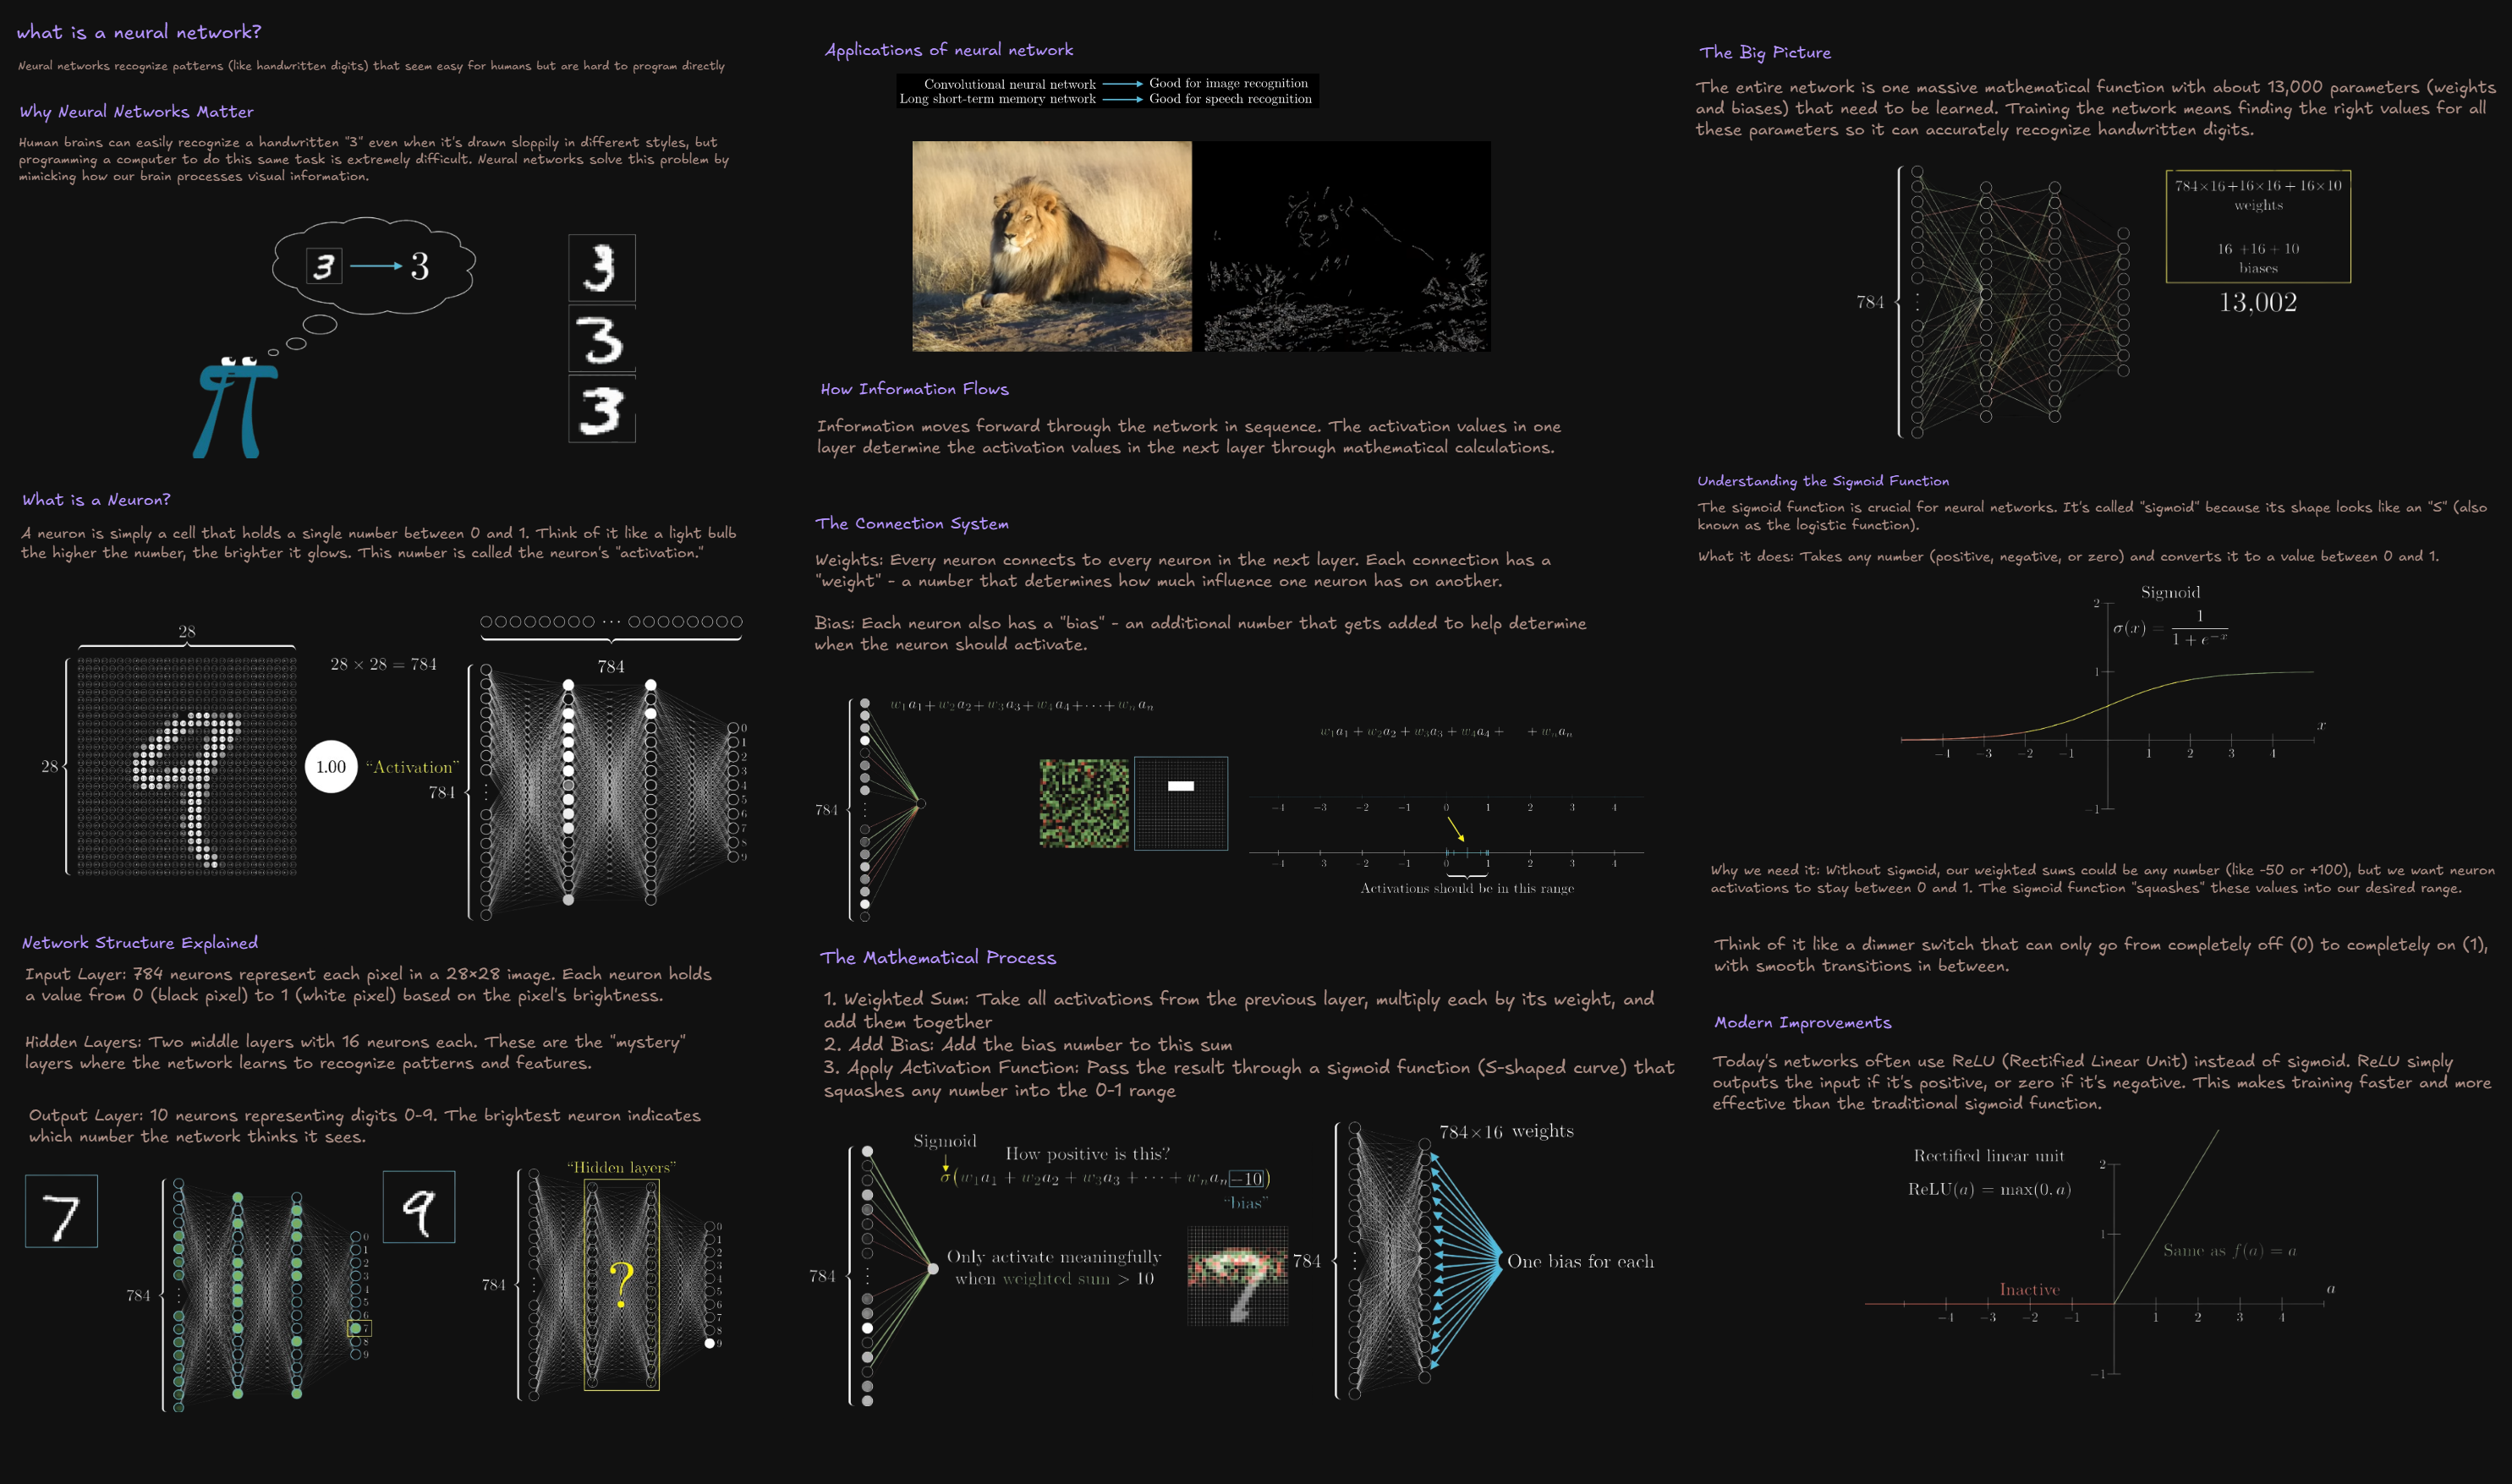 what is a neural network?
Neural networks recognize patterns (like handwritten digits) that seem easy for humans but are hard to program directly
Why Neural Networks Matter
Human brains can easily recognize a handwritten "3" even when it's drawn sloppily in different styles, but
programming a computer to do this same task is extremely difficult. Neural networks solve this problem by
mimicking how our brain processes visual information.
3 → 3
3
3
3
What is a Neuron?
A neuron is simply a cell that holds a single number between 0 and 1. Think of it like a light bulb
the higher the number, the brighter it glows. This number is called the neuron's "activation."
28
28 × 28 = 784
28
1.00
“Activation”
784
784
0
1
2
3
4
5
6
7
8
9
Network Structure Explained
Input Layer: 784 neurons represent each pixel in a 28×28 image. Each neuron holds
a value from 0 (black pixel) to 1 (white pixel) based on the pixel's brightness.
Hidden Layers: Two middle layers with 16 neurons each. These are the "mystery"
layers where the network learns to recognize patterns and features.
Output Layer: 10 neurons representing digits 0-9. The brightest neuron indicates
which number the network thinks it sees.
7
784
0
1
2
3
4
5
6
7
8
9
9
“Hidden layers”
784
?
0
1
2
3
4
5
6
7
8
9
Applications of neural network
Convolutional neural network → Good for image recognition
Long short-term memory network → Good for speech recognition
How Information Flows
Information moves forward through the network in sequence. The activation values in one
layer determine the activation values in the next layer through mathematical calculations.
The Connection System
Weights: Every neuron connects to every neuron in the next layer. Each connection has a
"weight" - a number that determines how much influence one neuron has on another.
Bias: Each neuron also has a "bias" - an additional number that gets added to help determine
when the neuron should activate.
w₁a₁ + w₂a₂ + w₃a₃ + w₄a₄ + ⋯ + wₙaₙ
784
w₁a₁ + w₂a₂ + w₃a₃ + w₄a₄ + + wₙaₙ
−4 −3 −2 −1 0 1 2 3 4
−4 3 −2 −1 0 1 2 3 4
Activations should be in this range
The Mathematical Process
1. Weighted Sum: Take all activations from the previous layer, multiply each by its weight, and
add them together
2. Add Bias: Add the bias number to this sum
3. Apply Activation Function: Pass the result through a sigmoid function (S-shaped curve) that
squashes any number into the 0-1 range
Sigmoid
How positive is this?
σ(w₁a₁ + w₂a₂ + w₃a₃ + ⋯ + wₙaₙ −10)
“bias”
784
Only activate meaningfully
when weighted sum > 10
784×16 weights
784
One bias for each
The Big Picture
The entire network is one massive mathematical function with about 13,000 parameters (weights
and biases) that need to be learned. Training the network means finding the right values for all
these parameters so it can accurately recognize handwritten digits.
784
784×16+16×16 + 16×10
weights
16 +16 + 10
biases
13,002
Understanding the Sigmoid Function
The sigmoid function is crucial for neural networks. It's called "sigmoid" because its shape looks like an "S" (also
known as the logistic function).
What it does: Takes any number (positive, negative, or zero) and converts it to a value between 0 and 1.
Sigmoid
σ(x) = 1 / (1 + e⁻ˣ)
2
1
x
−4 −3 −2 −1 1 2 3 4
−1
Why we need it: Without sigmoid, our weighted sums could be any number (like -50 or +100), but we want neuron
activations to stay between 0 and 1. The sigmoid function "squashes" these values into our desired range.
Think of it like a dimmer switch that can only go from completely off (0) to completely on (1),
with smooth transitions in between.
Modern Improvements
Today's networks often use ReLU (Rectified Linear Unit) instead of sigmoid. ReLU simply
outputs the input if it's positive, or zero if it's negative. This makes training faster and more
effective than the traditional sigmoid function.
Rectified linear unit
ReLU(a) = max(0, a)
2
1
Same as f(a) = a
Inactive
a
−4 −3 −2 −1 1 2 3 4
−1